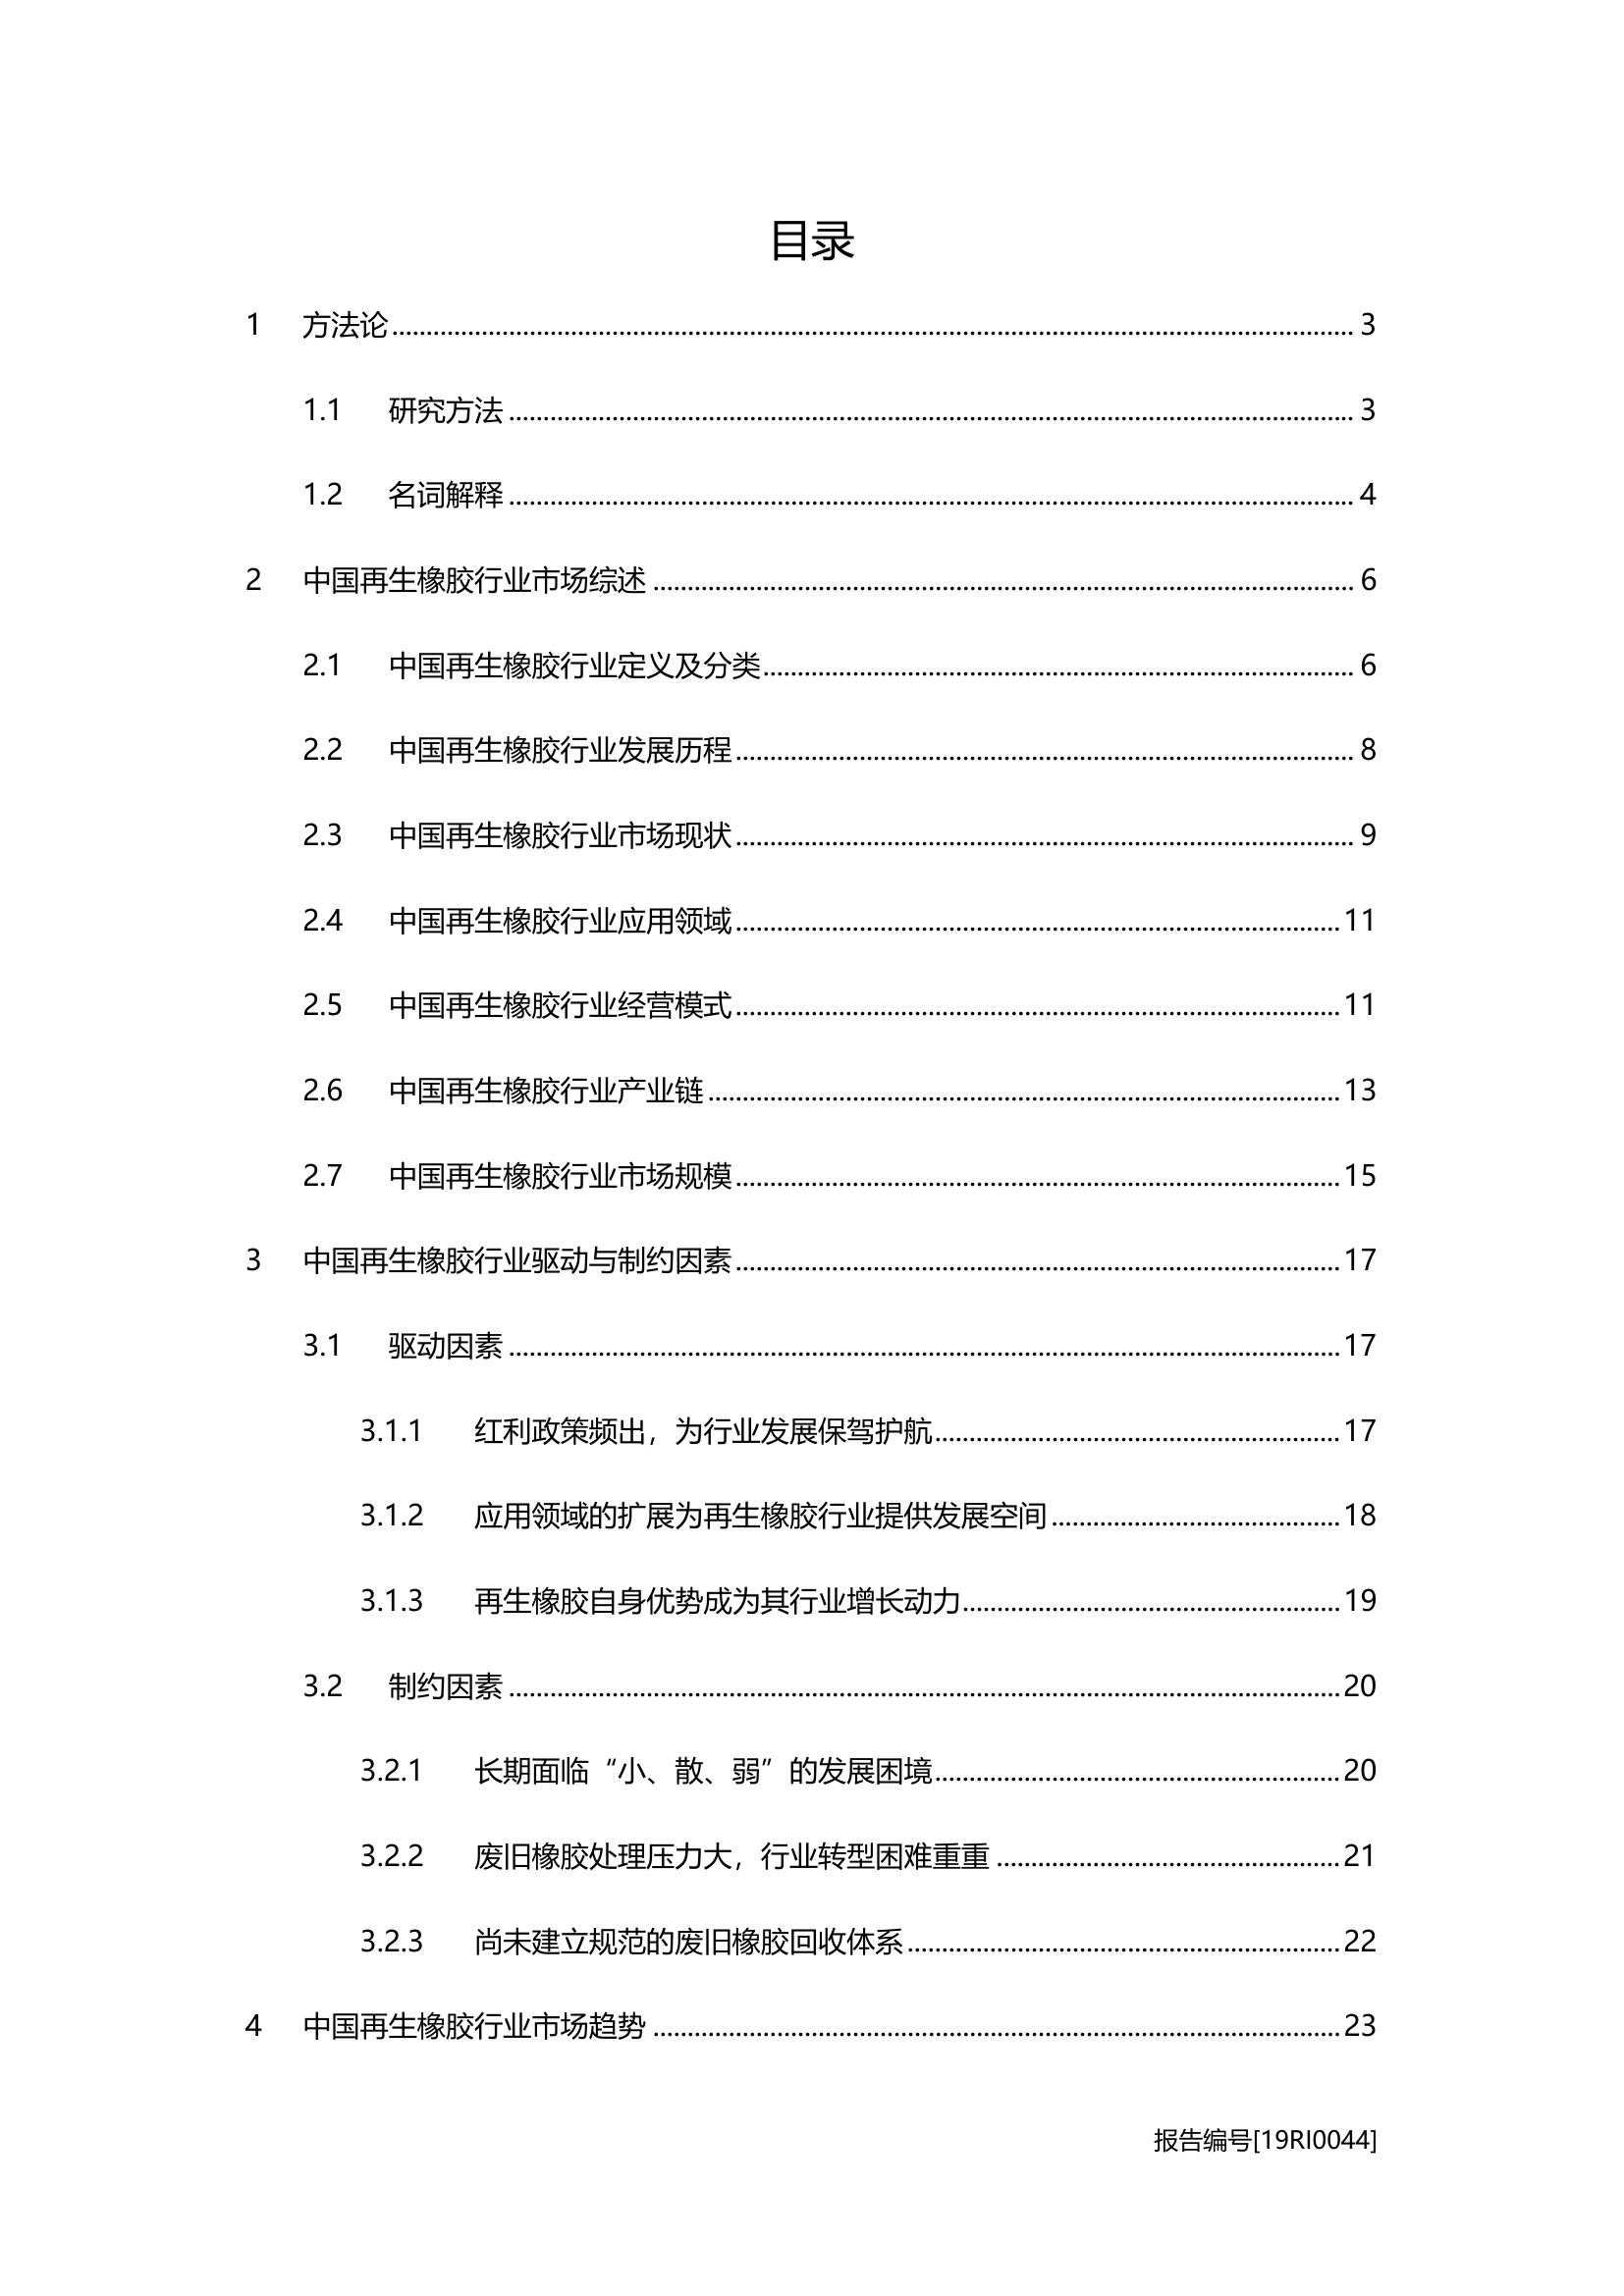 目录
1 方法论 3
1.1 研究方法 3
1.2 名词解释 4
2 中国再生橡胶行业市场综述 6
2.1 中国再生橡胶行业定义及分类 6
2.2 中国再生橡胶行业发展历程 8
2.3 中国再生橡胶行业市场现状 9
2.4 中国再生橡胶行业应用领域 11
2.5 中国再生橡胶行业经营模式 11
2.6 中国再生橡胶行业产业链 13
2.7 中国再生橡胶行业市场规模 15
3 中国再生橡胶行业驱动与制约因素 17
3.1 驱动因素 17
3.1.1 红利政策频出，为行业发展保驾护航 17
3.1.2 应用领域的扩展为再生橡胶行业提供发展空间 18
3.1.3 再生橡胶自身优势成为其行业增长动力 19
3.2 制约因素 20
3.2.1 长期面临“小、散、弱”的发展困境 20
3.2.2 废旧橡胶处理压力大，行业转型困难重重 21
3.2.3 尚未建立规范的废旧橡胶回收体系 22
4 中国再生橡胶行业市场趋势 23
报告编号[19RI0044]